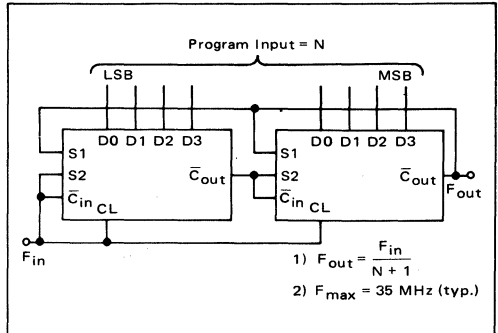 Program Input = N
LSB MSB
D0 D1 D2 D3 D0 D1 D2 D3
S1 S1
S2 C̅out S2 C̅out
C̅in CL C̅in CL Fout
Fin
1) Fout = Fin / N + 1
2) Fmax = 35 MHz (typ.)